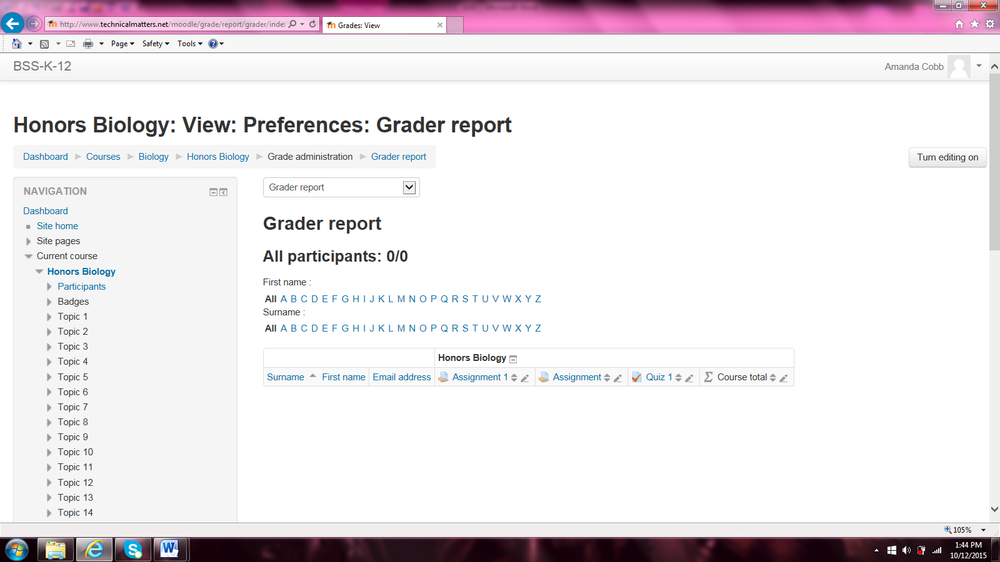 http://www.technicalmatters.net/moodle/grade/report/grader/index
Grades: View
Page Safety Tools
BSS-K-12
Amanda Cobb
Honors Biology: View: Preferences: Grader report
Dashboard Courses Biology Honors Biology Grade administration Grader report
Turn editing on
NAVIGATION
Dashboard
Site home
Site pages
Current course
Honors Biology
Participants
Badges
Topic 1
Topic 2
Topic 3
Topic 4
Topic 5
Topic 6
Topic 7
Topic 8
Topic 9
Topic 10
Topic 11
Topic 12
Topic 13
Topic 14
Grader report
Grader report
All participants: 0/0
First name :
All A B C D E F G H I J K L M N O P Q R S T U V W X Y Z
Surname :
All A B C D E F G H I J K L M N O P Q R S T U V W X Y Z
Honors Biology
Surname First name Email address Assignment 1 Assignment Quiz 1 Σ Course total
105%
1:44 PM
10/12/2015